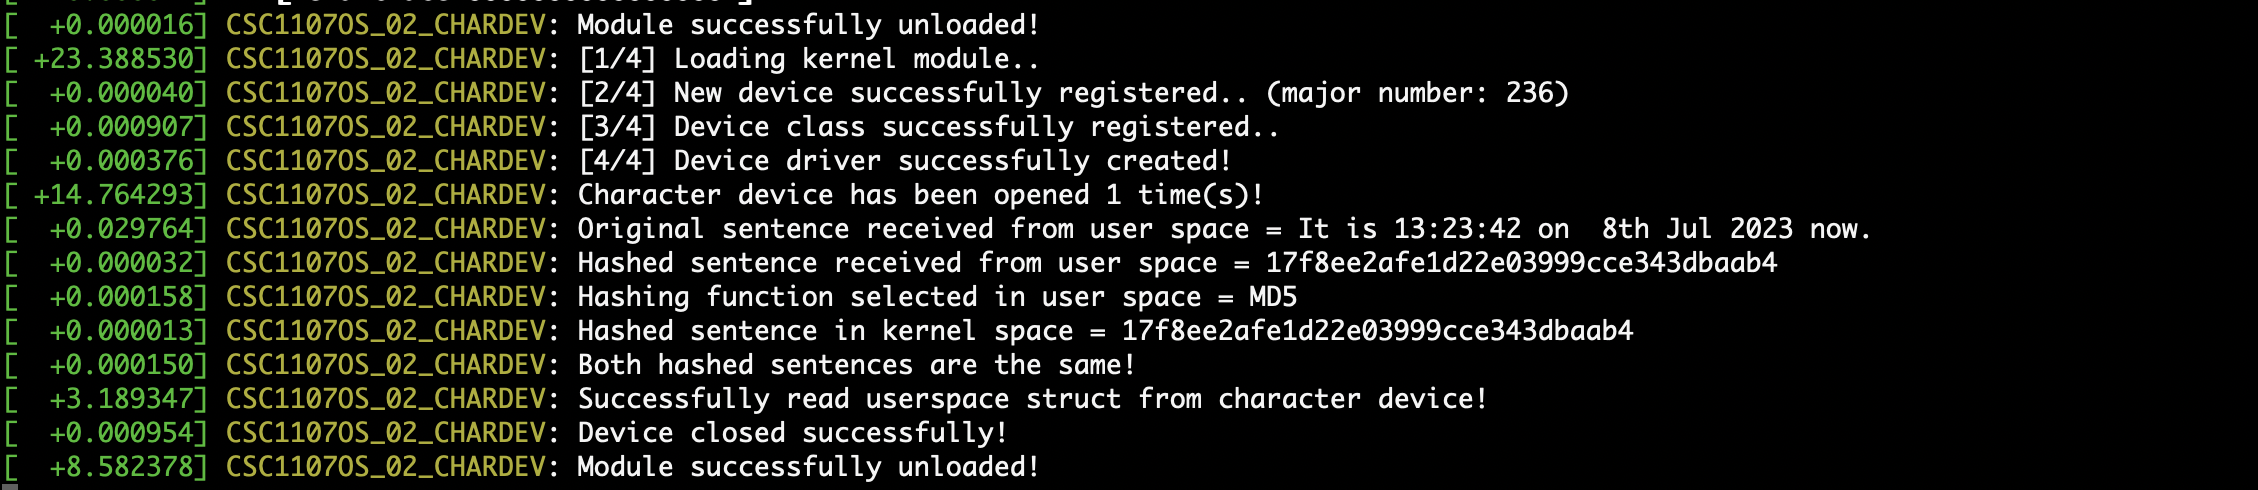 [  +0.000016] CSC1107OS_02_CHARDEV: Module successfully unloaded!
[ +23.388530] CSC1107OS_02_CHARDEV: [1/4] Loading kernel module..
[  +0.000040] CSC1107OS_02_CHARDEV: [2/4] New device successfully registered.. (major number: 236)
[  +0.000907] CSC1107OS_02_CHARDEV: [3/4] Device class successfully registered..
[  +0.000376] CSC1107OS_02_CHARDEV: [4/4] Device driver successfully created!
[ +14.764293] CSC1107OS_02_CHARDEV: Character device has been opened 1 time(s)!
[  +0.029764] CSC1107OS_02_CHARDEV: Original sentence received from user space = It is 13:23:42 on  8th Jul 2023 now.
[  +0.000032] CSC1107OS_02_CHARDEV: Hashed sentence received from user space = 17f8ee2afe1d22e03999cce343dbaab4
[  +0.000158] CSC1107OS_02_CHARDEV: Hashing function selected in user space = MD5
[  +0.000013] CSC1107OS_02_CHARDEV: Hashed sentence in kernel space = 17f8ee2afe1d22e03999cce343dbaab4
[  +0.000150] CSC1107OS_02_CHARDEV: Both hashed sentences are the same!
[  +3.189347] CSC1107OS_02_CHARDEV: Successfully read userspace struct from character device!
[  +0.000954] CSC1107OS_02_CHARDEV: Device closed successfully!
[  +8.582378] CSC1107OS_02_CHARDEV: Module successfully unloaded!